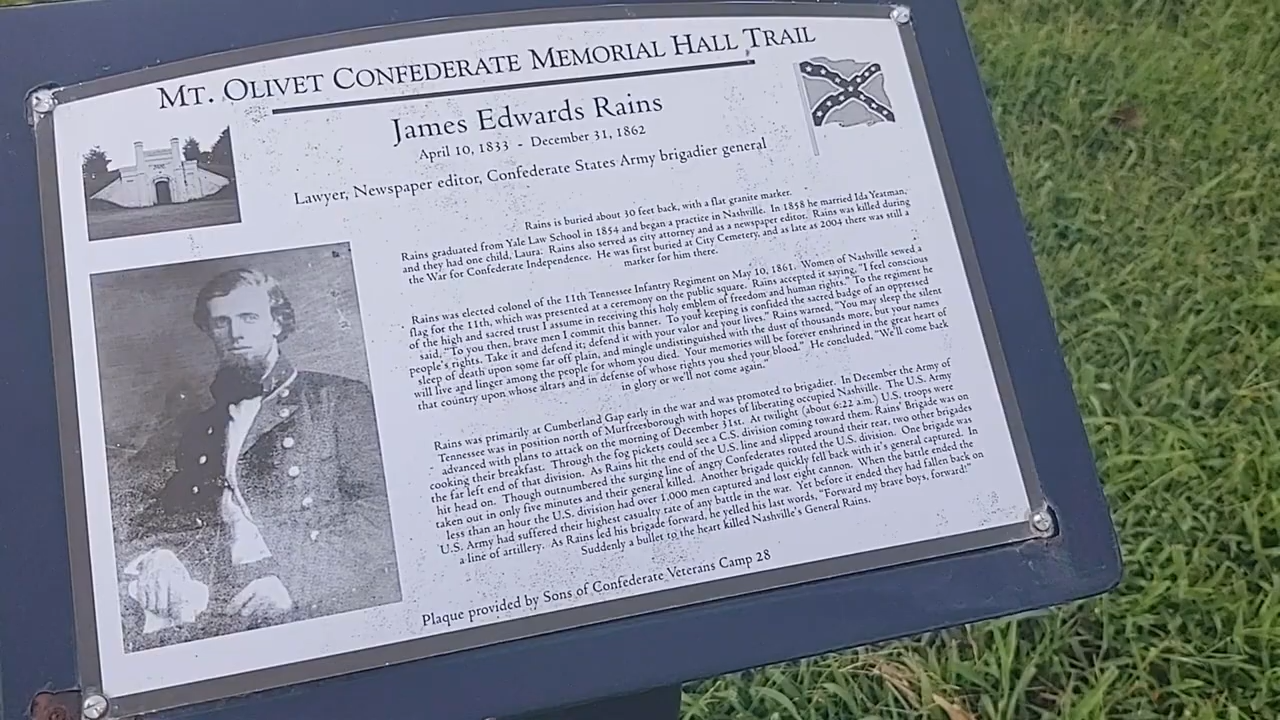 MT. OLIVET CONFEDERATE MEMORIAL HALL TRAIL
James Edwards Rains
April 10, 1833 - December 31, 1862
Lawyer, Newspaper editor, Confederate States Army brigadier general
Rains is buried about 30 feet back, with a flat granite marker.
Rains graduated from Yale Law School in 1854 and began a practice in Nashville. In 1858 he married Ida Yeatman,
and they had one child, Laura. Rains also served as city attorney and as a newspaper editor. Rains was killed during
the War for Confederate Independence. He was first buried at City Cemetery, and as late as 2004 there was still a
marker for him there.
Rains was elected colonel of the 11th Tennessee Infantry Regiment on May 10, 1861. Women of Nashville sewed a
flag for the 11th, which was presented at a ceremony on the public square. Rains accepted it saying, "I feel conscious
of the high and sacred trust I assume in receiving this holy emblem of freedom and human rights." To the regiment he
said, "To you then, brave men I commit this banner. To your keeping is confided the sacred badge of an oppressed
people's rights. Take it and defend it; defend it with your valor and your lives." Rains warned, "You may sleep the silent
sleep of death upon some far off plain, and mingle undistinguished with the dust of thousands more, but your names
will live and linger among the people for whom you died. Your memories will be forever enshrined in the great heart of
that country upon whose altars and in defense of whose rights you shed your blood." He concluded, "We'll come back
in glory or we'll not come again."
Rains was primarily at Cumberland Gap early in the war and was promoted to brigadier. In December the Army of
Tennessee was in position north of Murfreesborough with hopes of liberating occupied Nashville. The U.S. Army
advanced with plans to attack on the morning of December 31st. At twilight (about 6:22 a.m.) U.S. troops were
cooking their breakfast. Through the fog pickets could see a C.S. division coming toward them. Rains' Brigade was on
the far left end of that division. As Rains hit the end of the U.S. line and slipped around their rear, two other brigades
hit head on. Though outnumbered the surging line of angry Confederates routed the U.S. division. One brigade was
taken out in only five minutes and their general killed. Another brigade quickly fell back with it's general captured. In
less than an hour the U.S. division had over 1,000 men captured and lost eight cannon. When the battle ended the
U.S. Army had suffered their highest casualty rate of any battle in the war. Yet before it ended they had fallen back on
a line of artillery. As Rains led his brigade forward, he yelled his last words, "Forward my brave boys, forward!"
Suddenly a bullet to the heart killed Nashville's General Rains.
Plaque provided by Sons of Confederate Veterans Camp 28